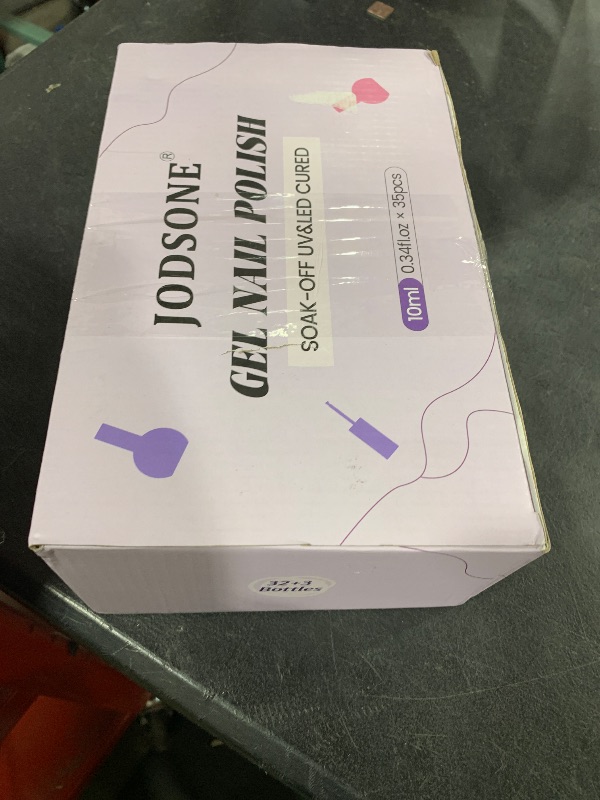 JODSONE®
GEL NAIL POLISH
SOAK-OFF UV&LED CURED
10ml 0.34fl.oz × 35pcs
32+3
Bottles